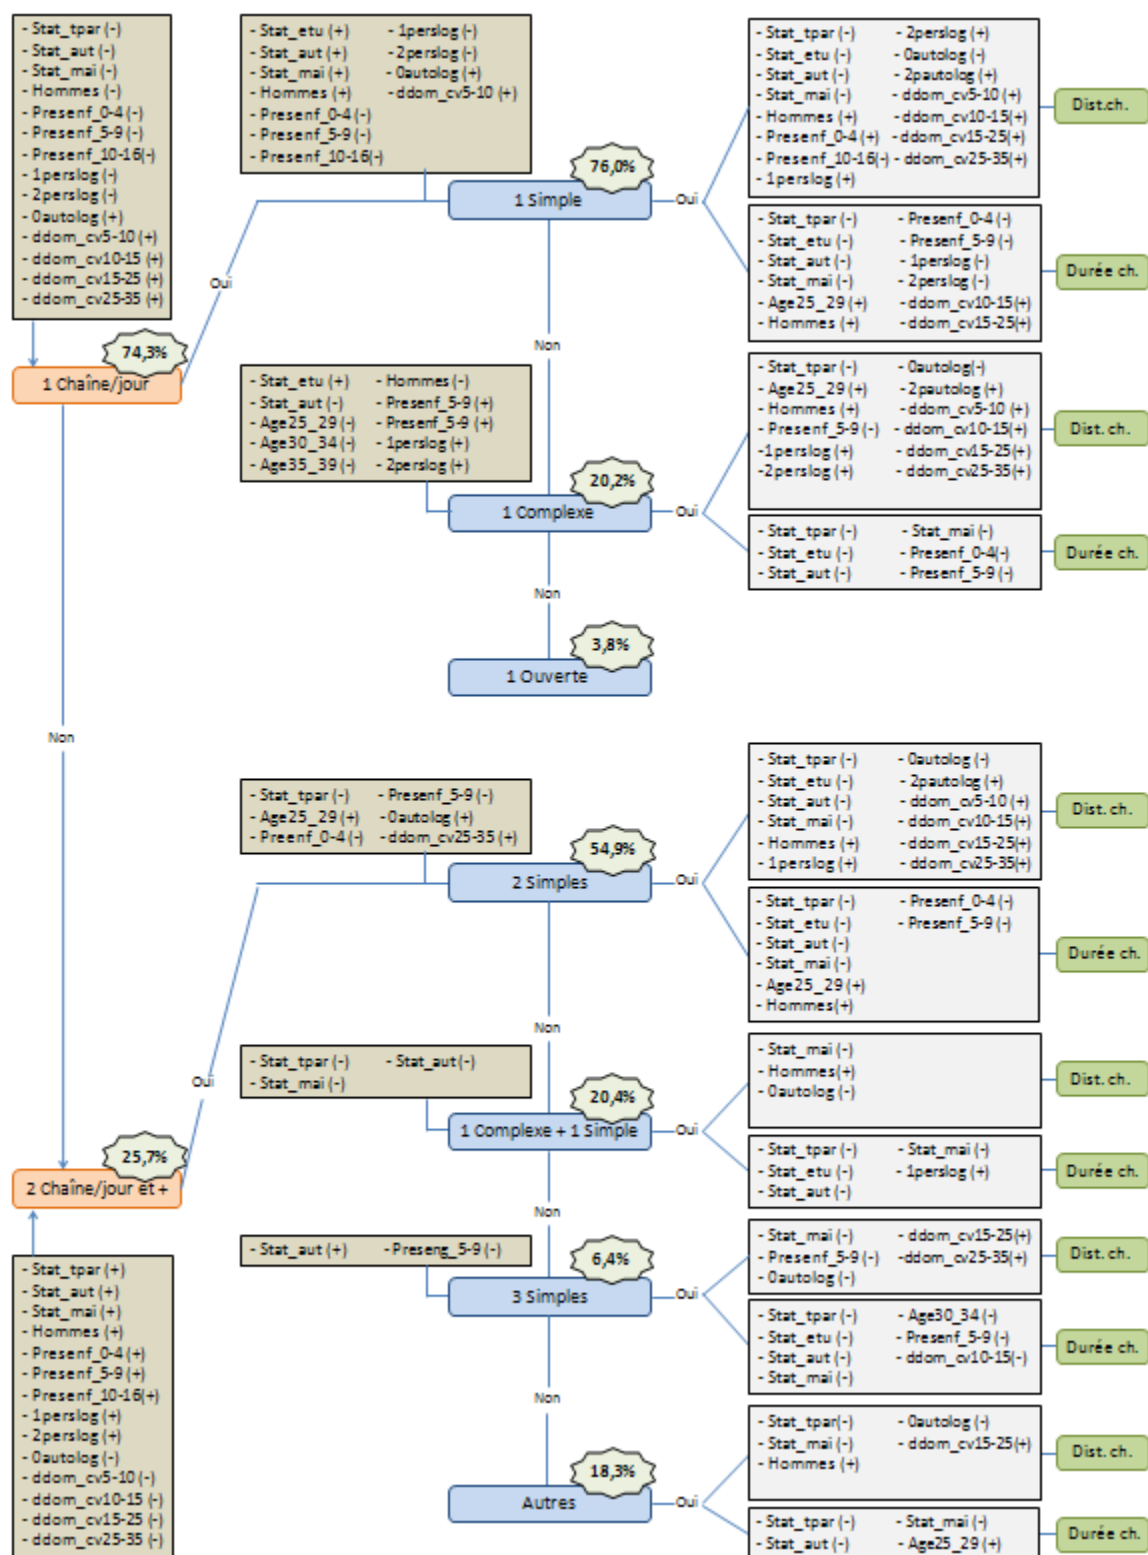 - Stat_tpar (-)
- Stat_aut (-)
- Stat_mai (-)
- Hommes (-)
- Presenf_0-4 (-)
- Presenf_5-9 (-)
- Presenf_10-16(-)
- 1perslog (-)
- 2perslog (-)
- 0autolog (+)
- ddom_cv5-10 (+)
- ddom_cv10-15 (+)
- ddom_cv15-25 (+)
- ddom_cv25-35 (+)
74,3%
1 Chaîne/jour
Oui
- Stat_etu (+) - 1perslog (-)
- Stat_aut (+) - 2perslog (-)
- Stat_mai (+) - 0autolog (+)
- Hommes (+) - ddom_cv5-10 (+)
- Presenf_0-4 (-)
- Presenf_5-9 (-)
- Presenf_10-16(-)
76,0%
1 Simple
Oui
- Stat_tpar (-) - 2perslog (+)
- Stat_etu (-) - 0autolog (-)
- Stat_aut (-) - 2pautolog (+)
- Stat_mai (-) - ddom_cv5-10 (+)
- Hommes (+) - ddom_cv10-15(+)
- Presenf_0-4 (+) - ddom_cv15-25(+)
- Presenf_10-16(-) - ddom_cv25-35(+)
- 1perslog (+)
Dist.ch.
- Stat_tpar (-) - Presenf_0-4 (-)
- Stat_etu (-) - Presenf_5-9 (-)
- Stat_aut (-) - 1perslog (-)
- Stat_mai (-) - 2perslog (-)
- Age25_29 (+) - ddom_cv10-15(+)
- Hommes (+) - ddom_cv15-25(+)
Durée ch.
Non
- Stat_etu (+) - Hommes (-)
- Stat_aut (-) - Presenf_5-9 (+)
- Age25_29 (-) - Presenf_5-9 (+)
- Age30_34 (-) - 1perslog (+)
- Age35_39 (-) - 2perslog (+)
20,2%
1 Complexe
Oui
- Stat_tpar (-) - 0autolog(-)
- Age25_29 (+) - 2pautolog (+)
- Hommes (+) - ddom_cv5-10 (+)
- Presenf_5-9 (-) - ddom_cv10-15(+)
-1perslog (+) - ddom_cv15-25(+)
-2perslog (+) - ddom_cv25-35(+)
Dist. ch.
- Stat_tpar (-) - Stat_mai (-)
- Stat_etu (-) - Presenf_0-4(-)
- Stat_aut (-) - Presenf_5-9 (-)
Durée ch.
Non
3,8%
1 Ouverte
Non
- Stat_tpar (-) - Presenf_5-9 (-)
- Age25_29 (+) - 0autolog (+)
- Preenf_0-4 (-) - ddom_cv25-35 (+)
54,9%
2 Simples
Oui
- Stat_tpar (-) - 0autolog (-)
- Stat_etu (-) - 2pautolog (+)
- Stat_aut (-) - ddom_cv5-10 (+)
- Stat_mai (-) - ddom_cv10-15(+)
- Hommes (+) - ddom_cv15-25(+)
- 1perslog (+) - ddom_cv25-35(+)
Dist. ch.
- Stat_tpar (-) - Presenf_0-4 (-)
- Stat_etu (-) - Presenf_5-9 (-)
- Stat_aut (-)
- Stat_mai (-)
- Age25_29 (+)
- Hommes(+)
Durée ch.
Non
Oui
- Stat_tpar (-) - Stat_aut (-)
- Stat_mai (-)
20,4%
1 Complexe + 1 Simple
Oui
- Stat_mai (-)
- Hommes(+)
- 0autolog (-)
Dist. ch.
- Stat_tpar (-) - Stat_mai (-)
- Stat_etu (-) - 1perslog (+)
- Stat_aut (-)
Durée ch.
25,7%
2 Chaîne/jour et +
Non
- Stat_aut (+) - Preseng_5-9 (-)
6,4%
3 Simples
Oui
- Stat_mai (-) - ddom_cv15-25(+)
- Presenf_5-9 (-) -ddom_cv25-35(+)
- 0autolog (-)
Dist. ch.
- Stat_tpar (-) - Age30_34 (-)
- Stat_etu (-) - Presenf_5-9 (-)
- Stat_aut (-) - ddom_cv10-15(-)
- Stat_mai (-)
Durée ch.
- Stat_tpar (+)
- Stat_aut (+)
- Stat_mai (+)
- Hommes (+)
- Presenf_0-4 (+)
- Presenf_5-9 (+)
- Presenf_10-16(+)
- 1perslog (+)
- 2perslog (+)
- 0autolog (-)
- ddom_cv5-10 (-)
- ddom_cv10-15 (-)
- ddom_cv15-25 (-)
- ddom_cv25-35 (-)
Non
18,3%
Autres
Oui
- Stat_tpar(-) - 0autolog (-)
- Stat_mai (-) - ddom_cv15-25(+)
- Hommes (+)
Dist. ch.
- Stat_tpar (-) - Stat_mai (-)
- Stat_aut (-) - Age25_29 (+)
Durée ch.